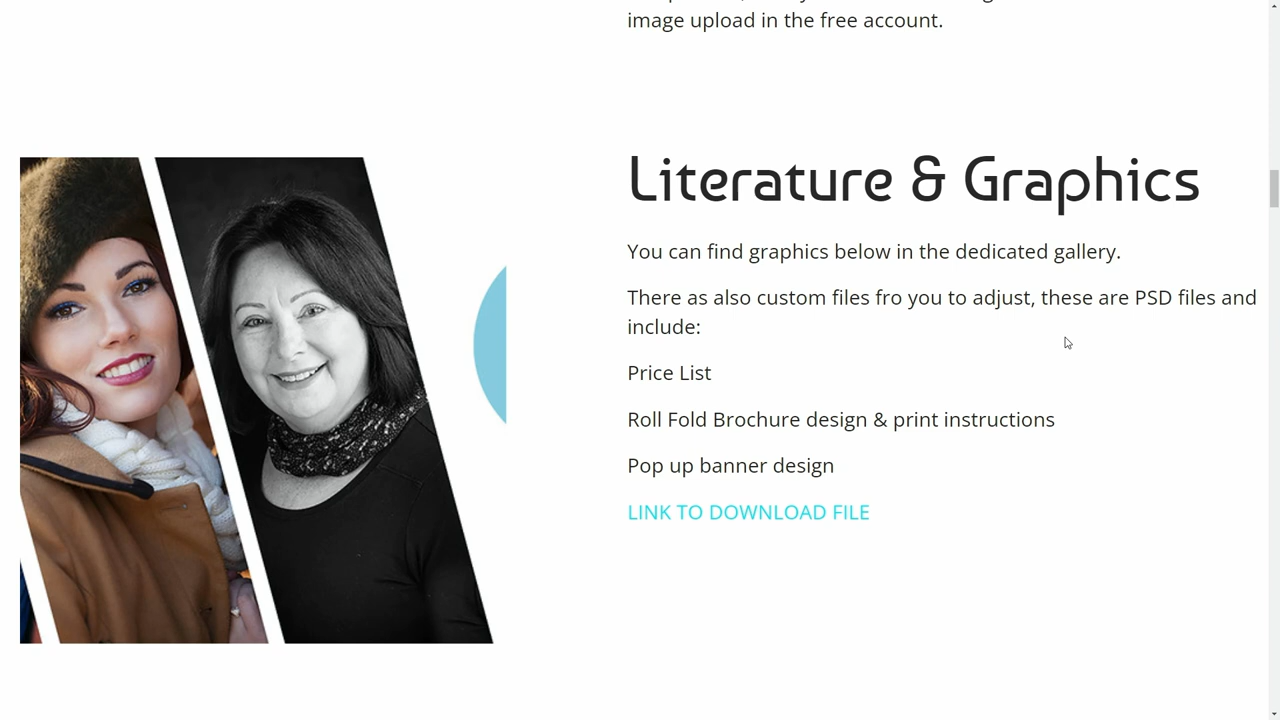 image upload in the free account.
Literature & Graphics
You can find graphics below in the dedicated gallery.
There as also custom files fro you to adjust, these are PSD files and
include:
Price List
Roll Fold Brochure design & print instructions
Pop up banner design
LINK TO DOWNLOAD FILE